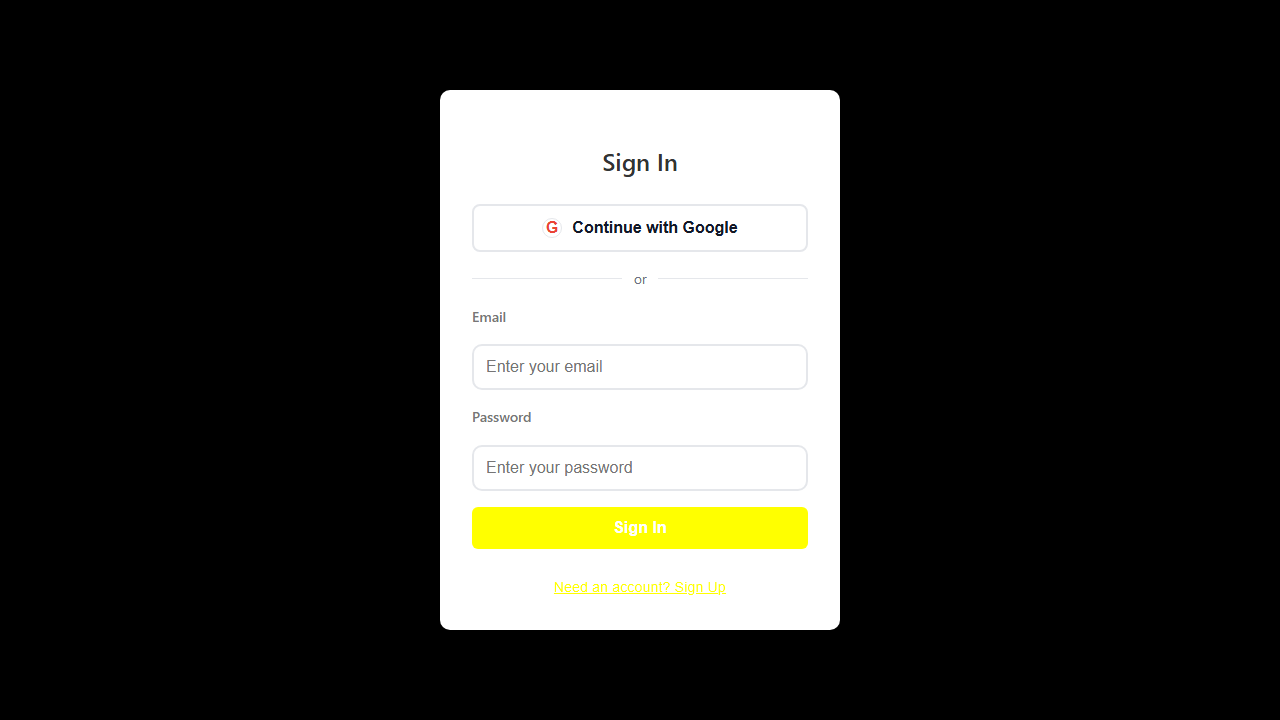 Sign In
G Continue with Google
or
Email
Enter your email
Password
Enter your password
Sign In
Need an account? Sign Up